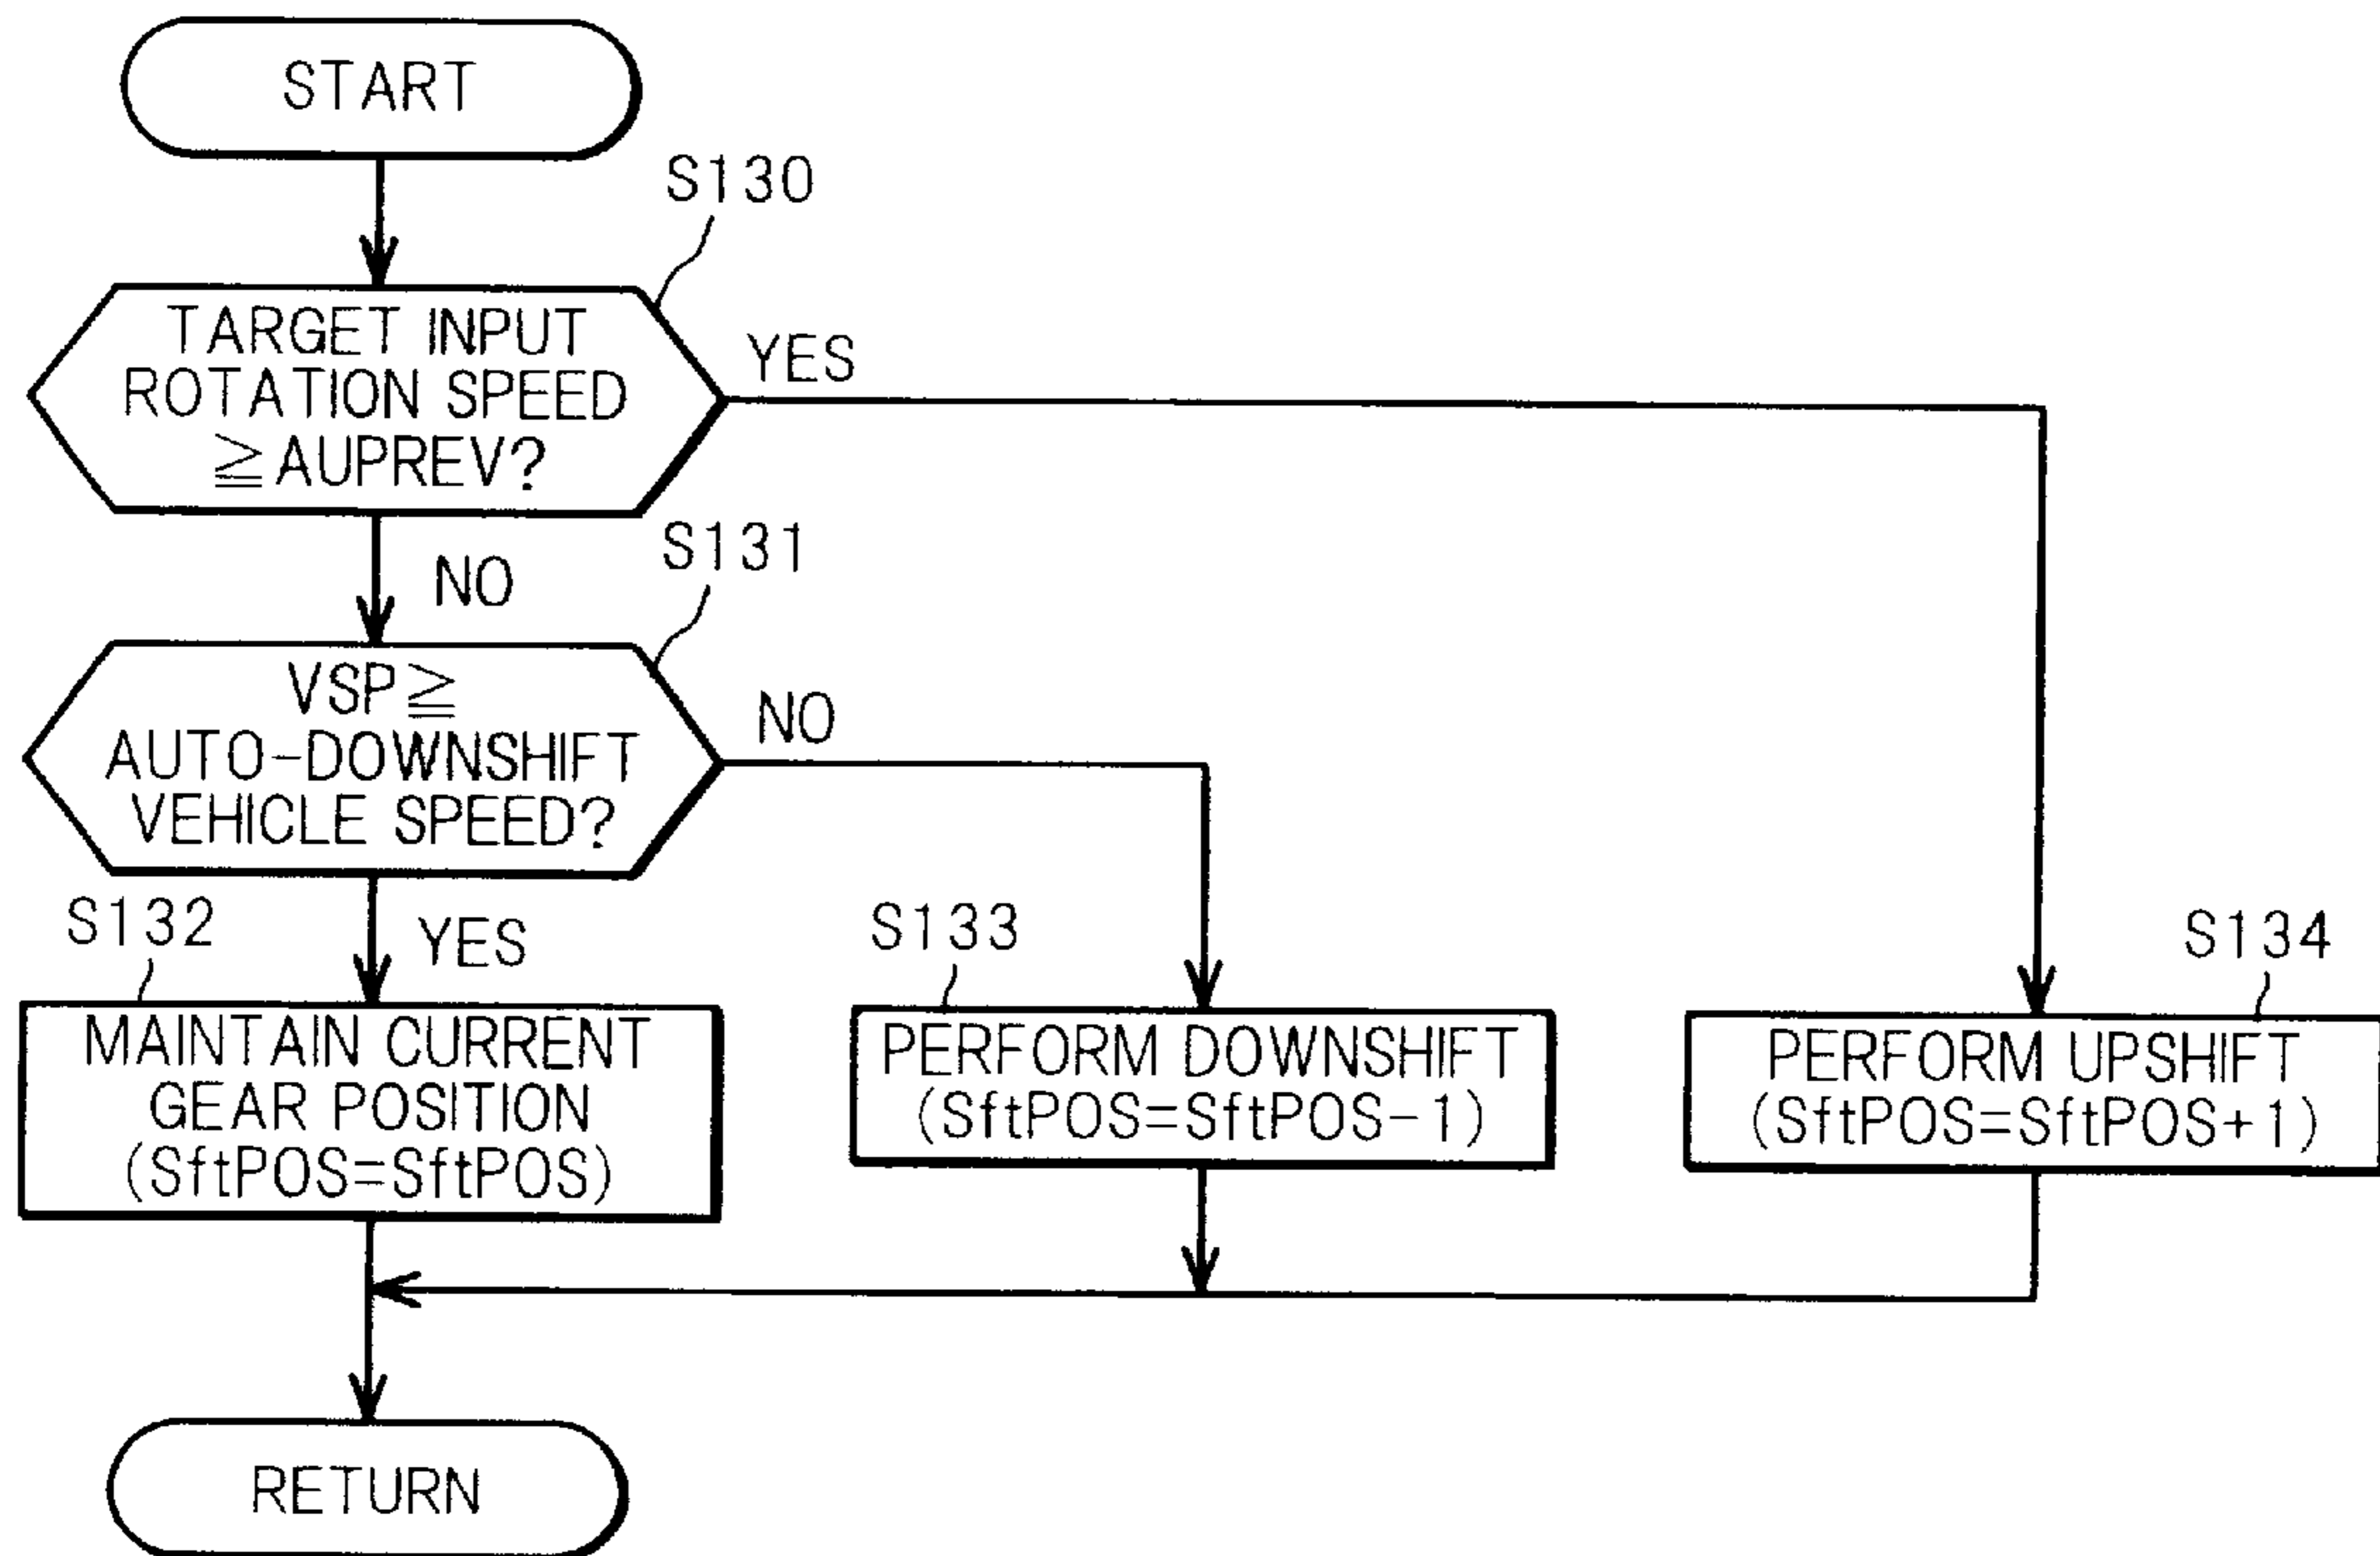 START
S130
TARGET INPUT
ROTATION SPEED
≧AUPREV?
YES
NO
S131
VSP≧
AUTO-DOWNSHIFT
VEHICLE SPEED?
NO
YES
S132
MAINTAIN CURRENT
GEAR POSITION
(SftPOS=SftPOS)
S133
PERFORM DOWNSHIFT
(SftPOS=SftPOS-1)
S134
PERFORM UPSHIFT
(SftPOS=SftPOS+1)
RETURN